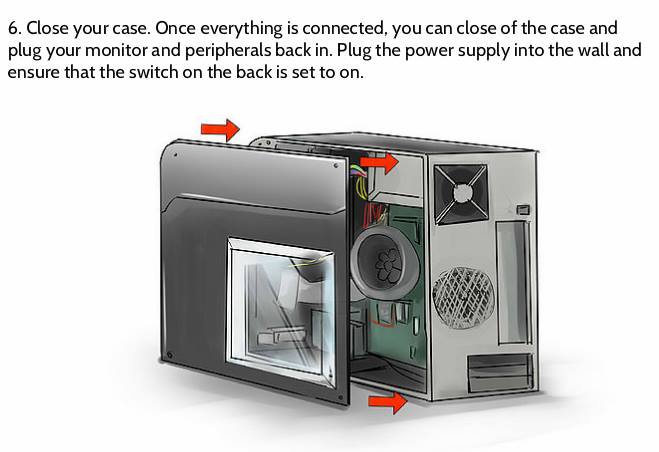 6. Close your case. Once everything is connected, you can close of the case and
plug your monitor and peripherals back in. Plug the power supply into the wall and
ensure that the switch on the back is set to on.